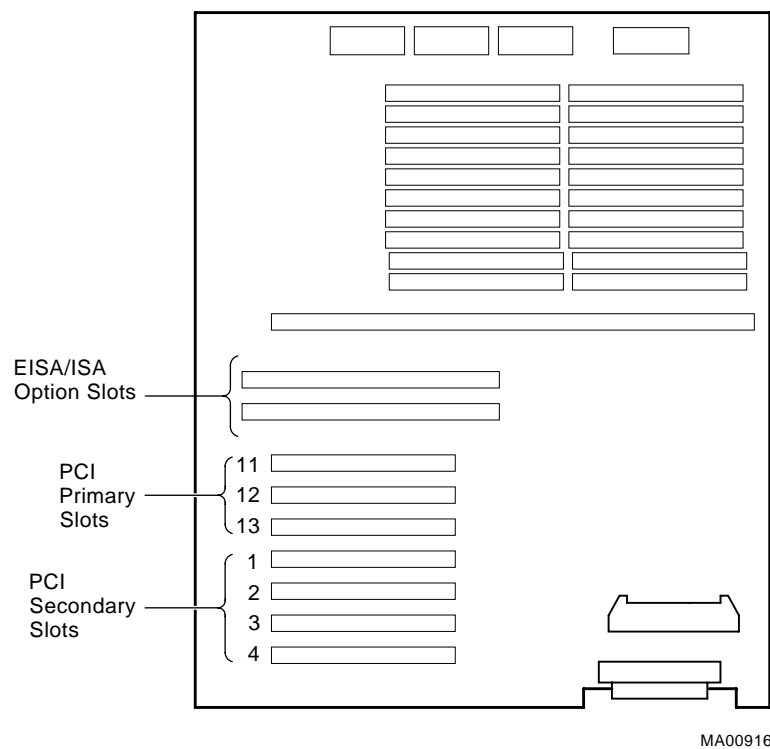 EISA/ISA
Option Slots
PCI
Primary
Slots
11
12
13
PCI
Secondary
Slots
1
2
3
4
MA00916